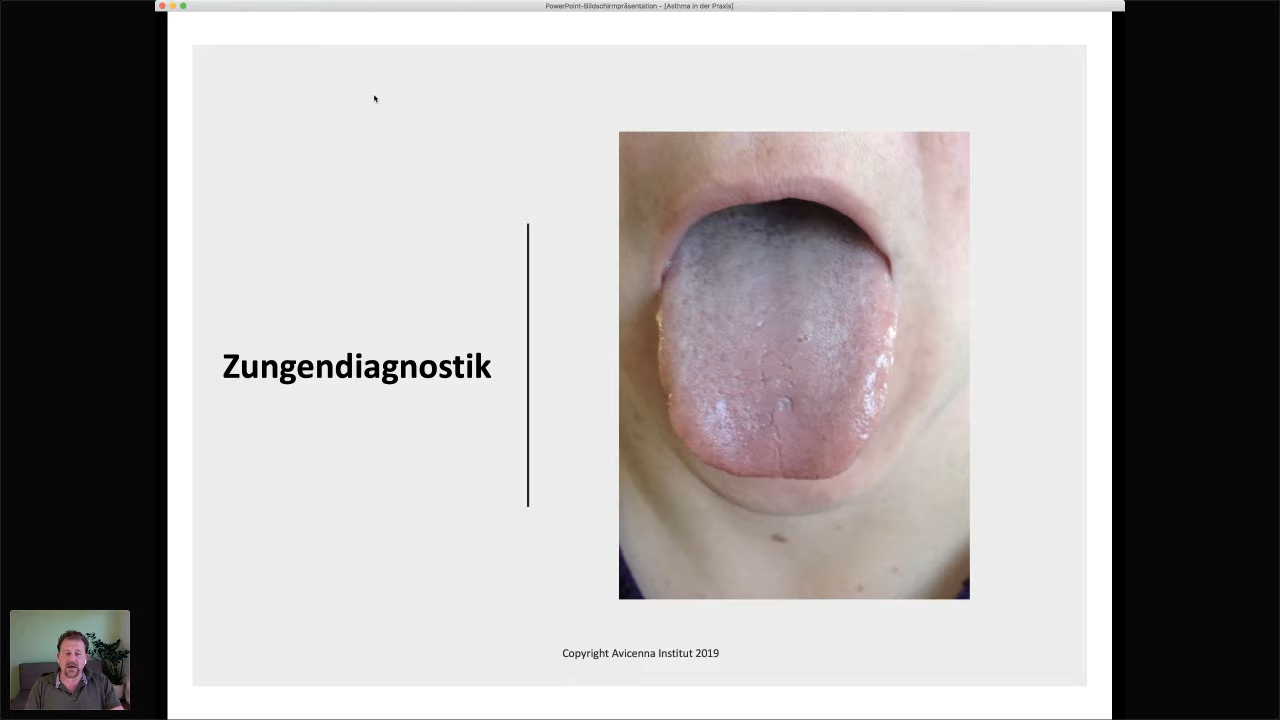 PowerPoint-Bildschirmpräsentation - [Asthma in der Praxis]
Zungendiagnostik
Copyright Avicenna Institut 2019